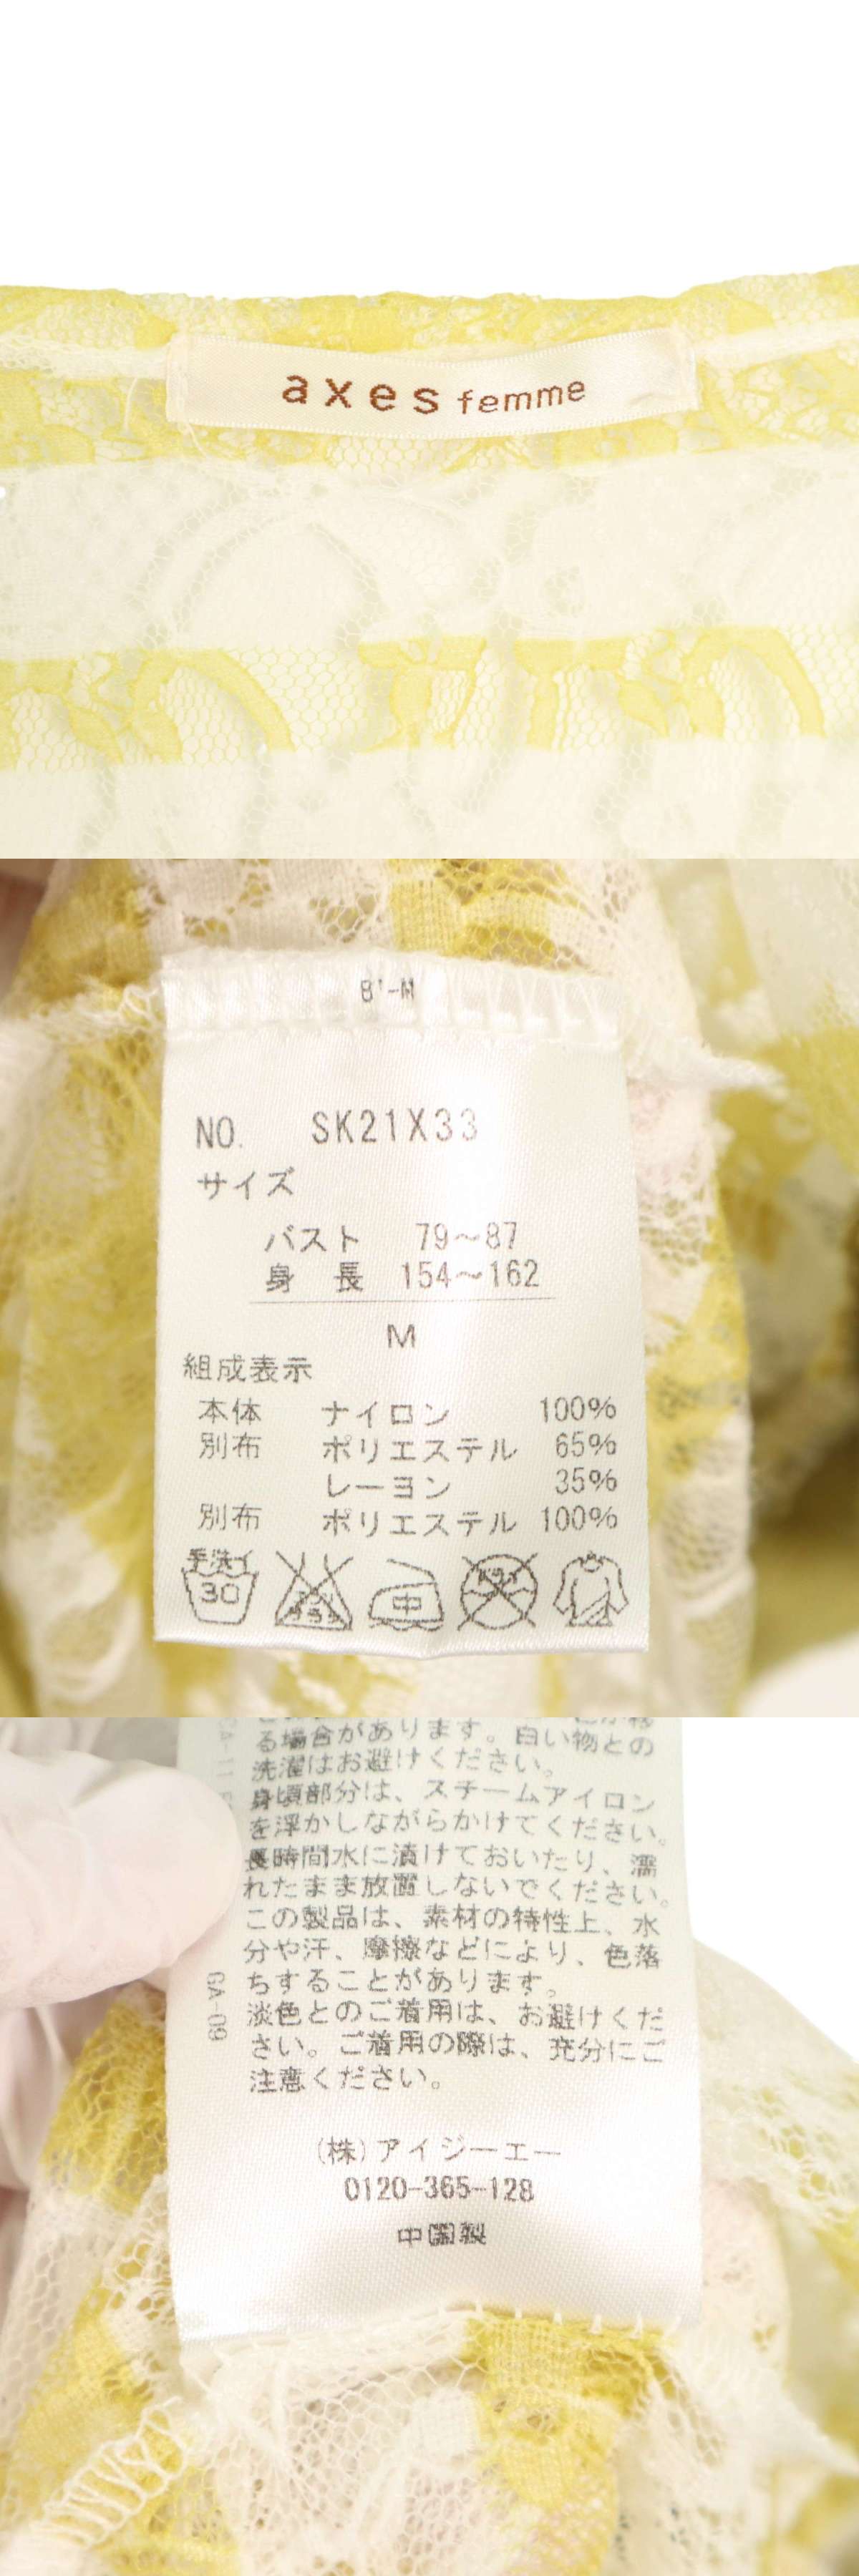 axes femme
NO. SK21X33
サイズ
バスト 79～87
身長 154～162
M
組成表示
本体 ナイロン 100%
別布 ポリエステル 65%
レーヨン 35%
別布 ポリエステル 100%
手洗イ
30
中
る場合があります。白い物との
洗濯はお避けください。
身頃部分は、スチームアイロン
を浮かしながらかけてください。
長時間水に漬けておいたり、濡
れたまま放置しないでください。
この製品は、素材の特性上、水
分や汗、摩擦などにより、色落
ちすることがあります。
淡色とのご着用は、お避けくだ
さい。ご着用の際は、充分にご
注意ください。
GA-09
(株)アイジーエー
0120-365-128
中国製